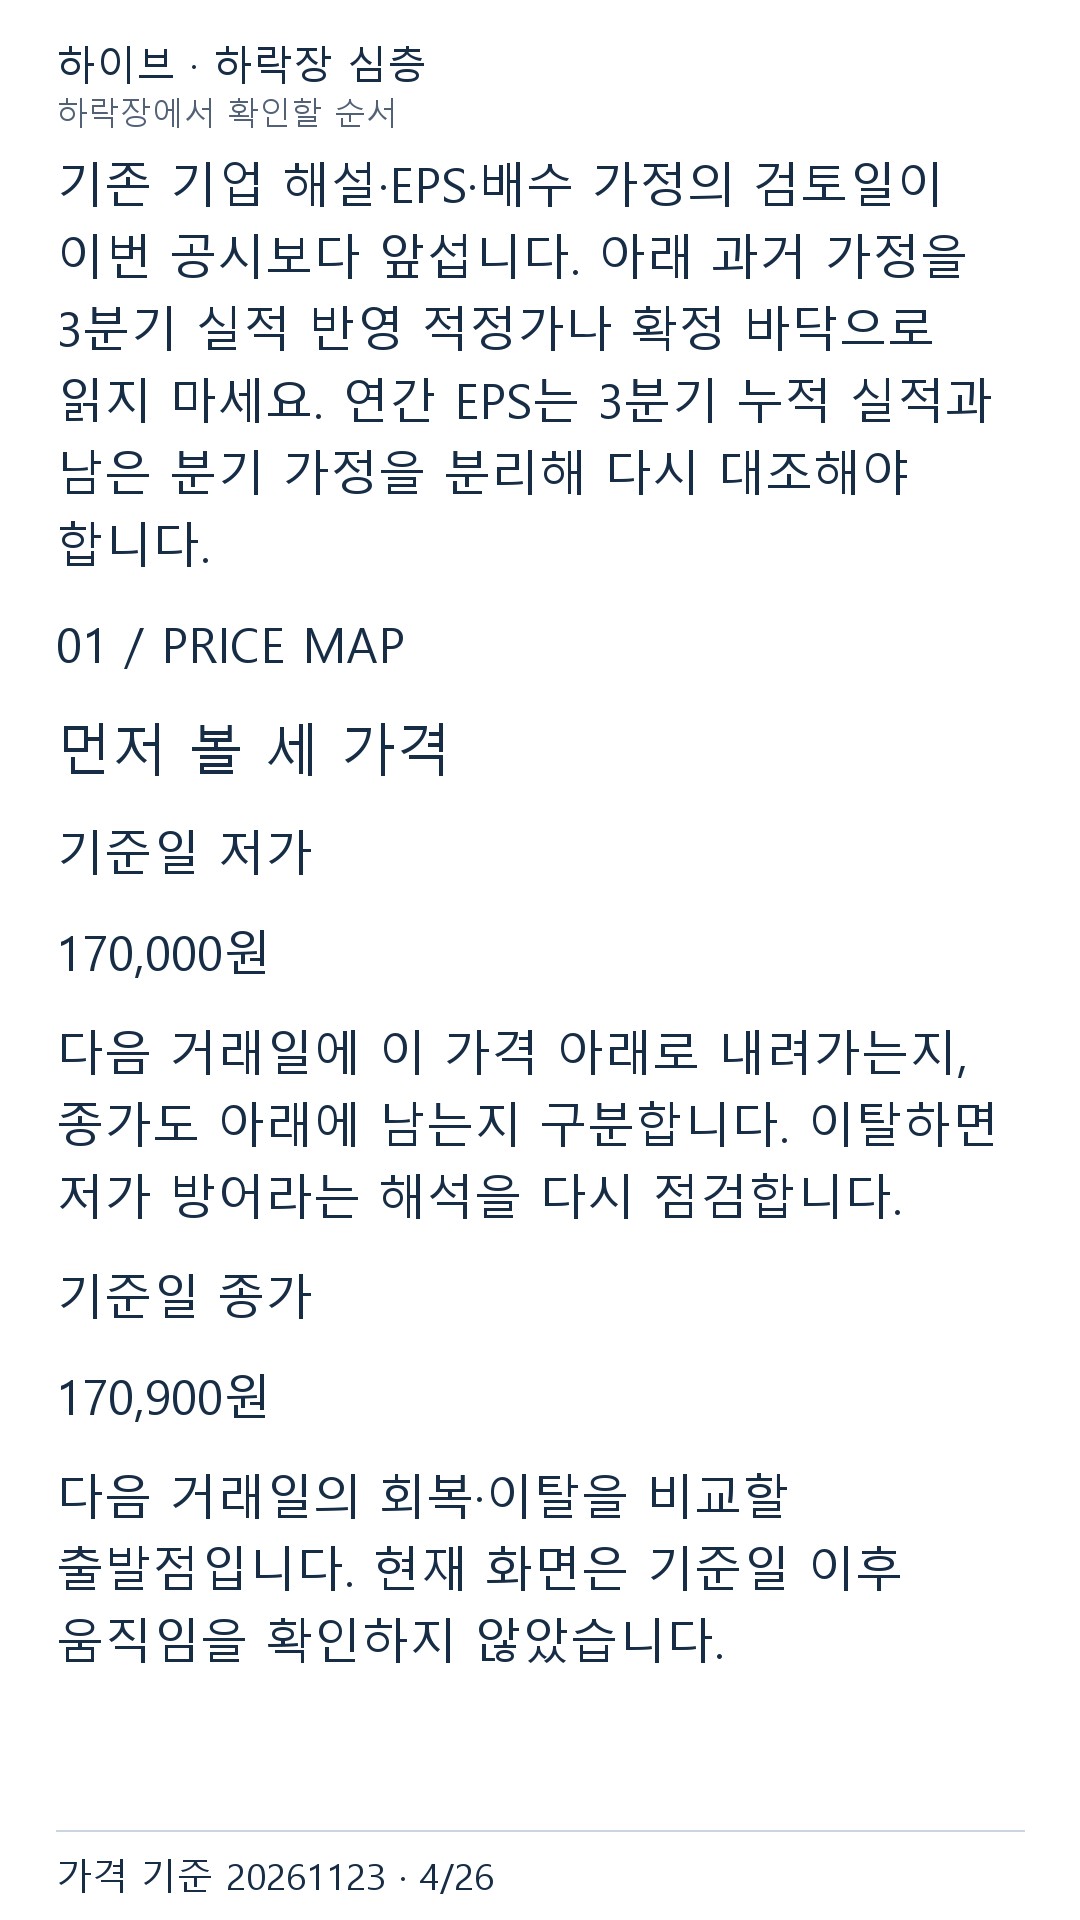 하이브 · 하락장 심층
하락장에서 확인할 순서
기존 기업 해설·EPS·배수 가정의 검토일이
이번 공시보다 앞섭니다. 아래 과거 가정을
3분기 실적 반영 적정가나 확정 바닥으로
읽지 마세요. 연간 EPS는 3분기 누적 실적과
남은 분기 가정을 분리해 다시 대조해야
합니다.
01 / PRICE MAP
먼저 볼 세 가격
기준일 저가
170,000원
다음 거래일에 이 가격 아래로 내려가는지,
종가도 아래에 남는지 구분합니다. 이탈하면
저가 방어라는 해석을 다시 점검합니다.
기준일 종가
170,900원
다음 거래일의 회복·이탈을 비교할
출발점입니다. 현재 화면은 기준일 이후
움직임을 확인하지 않았습니다.
가격 기준 20261123 · 4/26